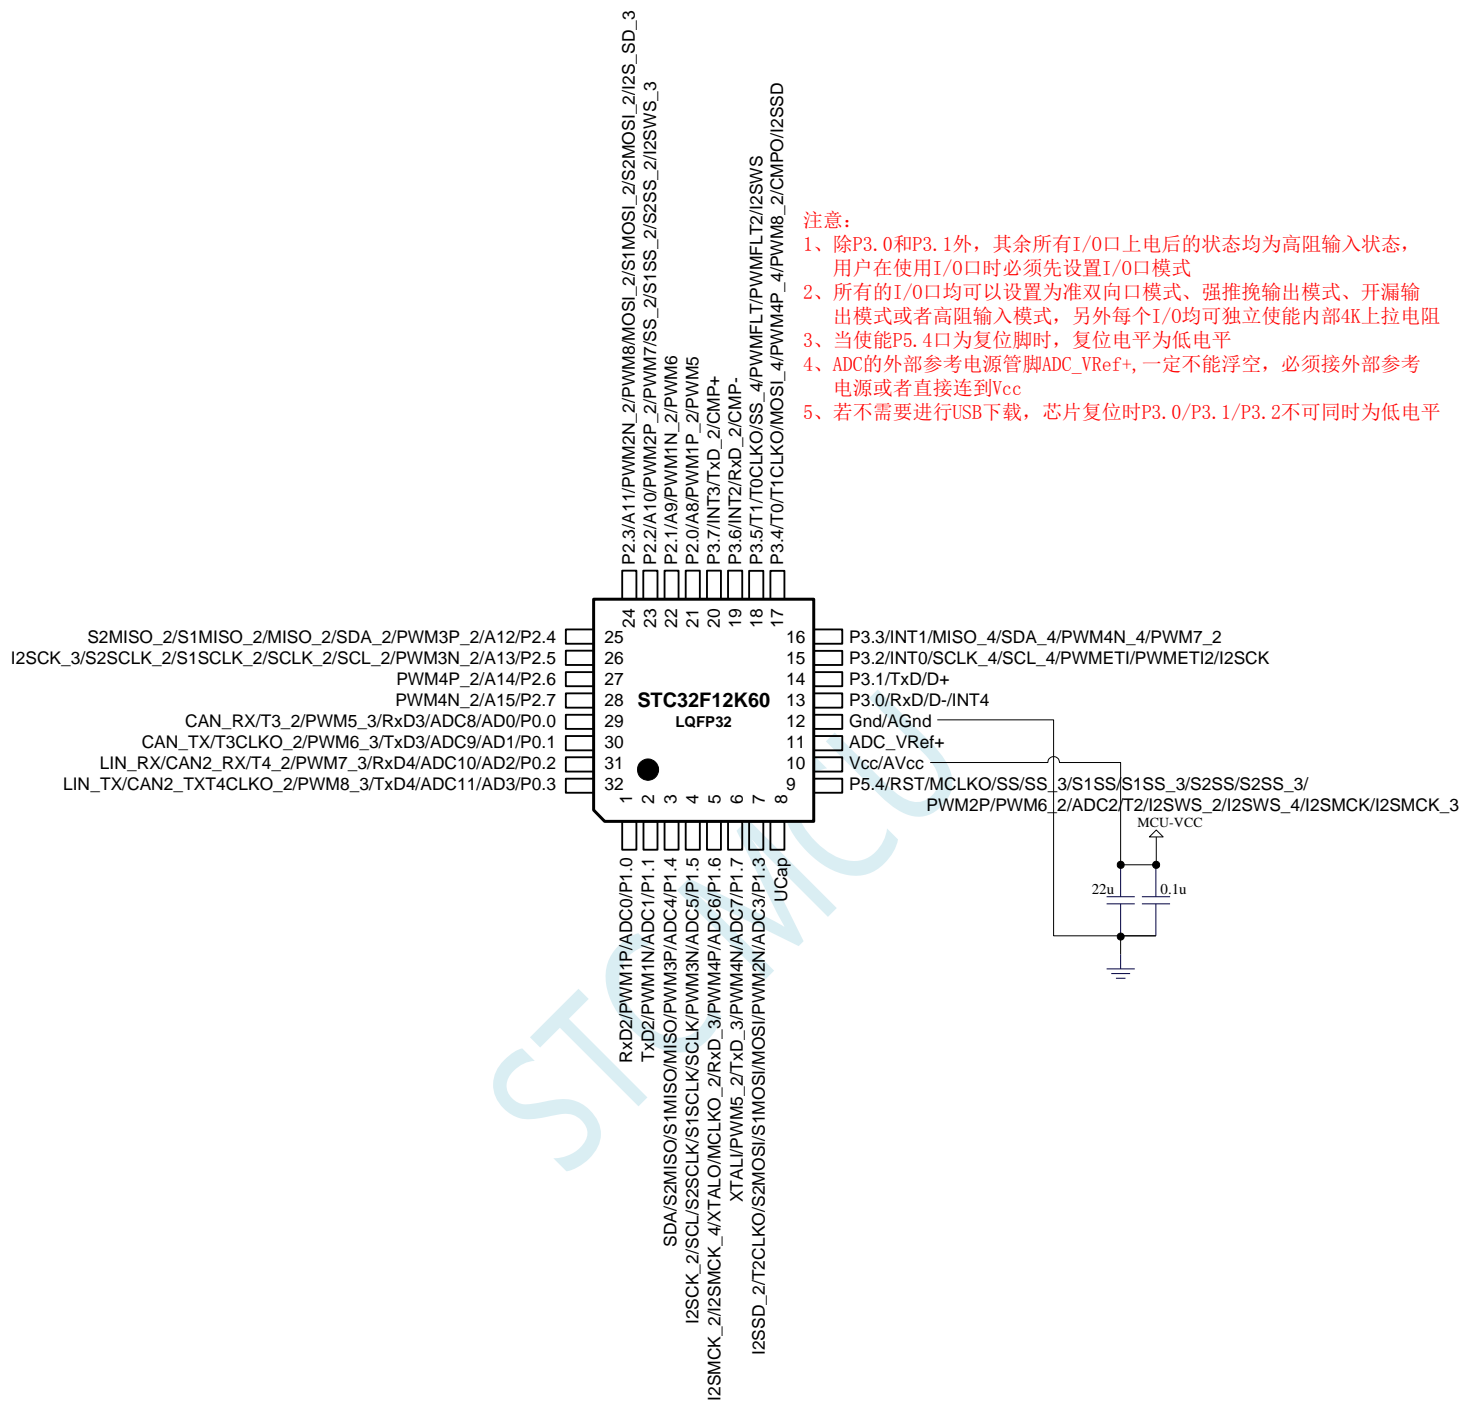 P2.3/A11/PWM2N_2/PWM8/MOSI_2/S1MOSI_2/S2MOSI_2/I2S_SD_3
P2.2/A10/PWM2P_2/PWM7/SS_2/S1SS_2/S2SS_2/I2SWS_3
P2.1/A9/PWM1N_2/PWM6
P2.0/A8/PWM1P_2/PWM5
P3.7/INT3/TxD_2/CMP+
P3.6/INT2/RxD_2/CMP-
P3.5/T1/T0CLKO/SS_4/PWMFLT/PWMFLT2/I2SWS
P3.4/T0/T1CLKO/MOSI_4/PWM4P_4/PWM8_2/CMPO/I2SSD
注意:
1、除P3.0和P3.1外，其余所有I/O口上电后的状态均为高阻输入状态，
用户在使用I/O口时必须先设置I/O口模式
2、所有的I/O口均可以设置为准双向口模式、强推挽输出模式、开漏输
出模式或者高阻输入模式，另外每个I/O均可独立使能内部4K上拉电阻
3、当使能P5.4口为复位脚时，复位电平为低电平
4、ADC的外部参考电源管脚ADC_VRef+,一定不能浮空，必须接外部参考
电源或者直接连到Vcc
5、若不需要进行USB下载，芯片复位时P3.0/P3.1/P3.2不可同时为低电平
24 23 22 21 20 19 18 17
S2MISO_2/S1MISO_2/MISO_2/SDA_2/PWM3P_2/A12/P2.4 25
I2SCK_3/S2SCLK_2/S1SCLK_2/SCLK_2/SCL_2/PWM3N_2/A13/P2.5 26
PWM4P_2/A14/P2.6 27
PWM4N_2/A15/P2.7 28
CAN_RX/T3_2/PWM5_3/RxD3/ADC8/AD0/P0.0 29
CAN_TX/T3CLKO_2/PWM6_3/TxD3/ADC9/AD1/P0.1 30
LIN_RX/CAN2_RX/T4_2/PWM7_3/RxD4/ADC10/AD2/P0.2 31
LIN_TX/CAN2_TXT4CLKO_2/PWM8_3/TxD4/ADC11/AD3/P0.3 32
STC32F12K60
LQFP32
16 P3.3/INT1/MISO_4/SDA_4/PWM4N_4/PWM7_2
15 P3.2/INT0/SCLK_4/SCL_4/PWMETI/PWMETI2/I2SCK
14 P3.1/TxD/D+
13 P3.0/RxD/D-/INT4
12 Gnd/AGnd
11 ADC_VRef+
10 Vcc/AVcc
9 P5.4/RST/MCLKO/SS/SS_3/S1SS/S1SS_3/S2SS/S2SS_3/
PWM2P/PWM6_2/ADC2/T2/I2SWS_2/I2SWS_4/I2SMCK/I2SMCK_3
1 2 3 4 5 6 7 8
RxD2/PWM1P/ADC0/P1.0
TxD2/PWM1N/ADC1/P1.1
SDA/S2MISO/S1MISO/MISO/PWM3P/ADC4/P1.4
I2SCK_2/SCL/S2SCLK/S1SCLK/SCLK/PWM3N/ADC5/P1.5
I2SMCK_2/I2SMCK_4/XTALO/MCLKO_2/RxD_3/PWM4P/ADC6/P1.6
XTALI/PWM5_2/TxD_3/PWM4N/ADC7/P1.7
I2SSD_2/T2CLKO/S2MOSI/S1MOSI/MOSI/PWM2N/ADC3/P1.3
UCap
MCU-VCC
22u
0.1u
STCMCU